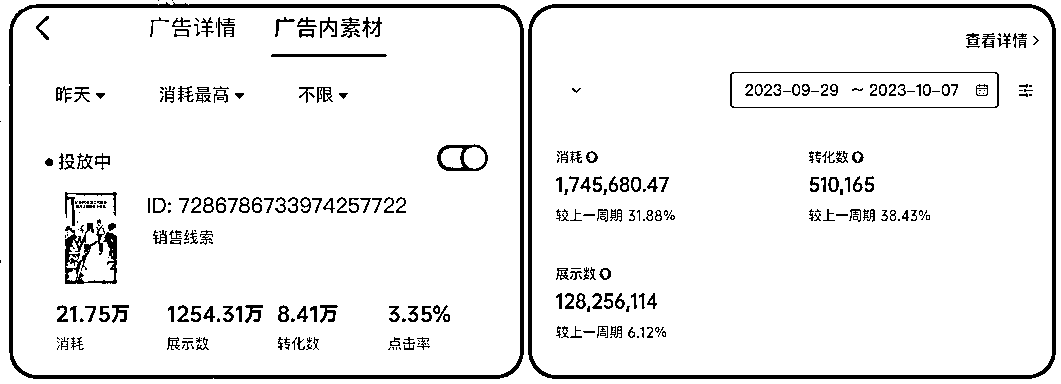 广告详情 广告内素材
昨天 消耗最高 不限
投放中
ID: 7286786733974257722
销售线索
21.75万 1254.31万 8.41万 3.35%
消耗 展示数 转化数 点击率
查看详情
2023-09-29 ~ 2023-10-07
消耗 转化数
1,745,680.47 510,165
较上一周期 31.88% 较上一周期 38.43%
展示数
128,256,114
较上一周期 6.12%